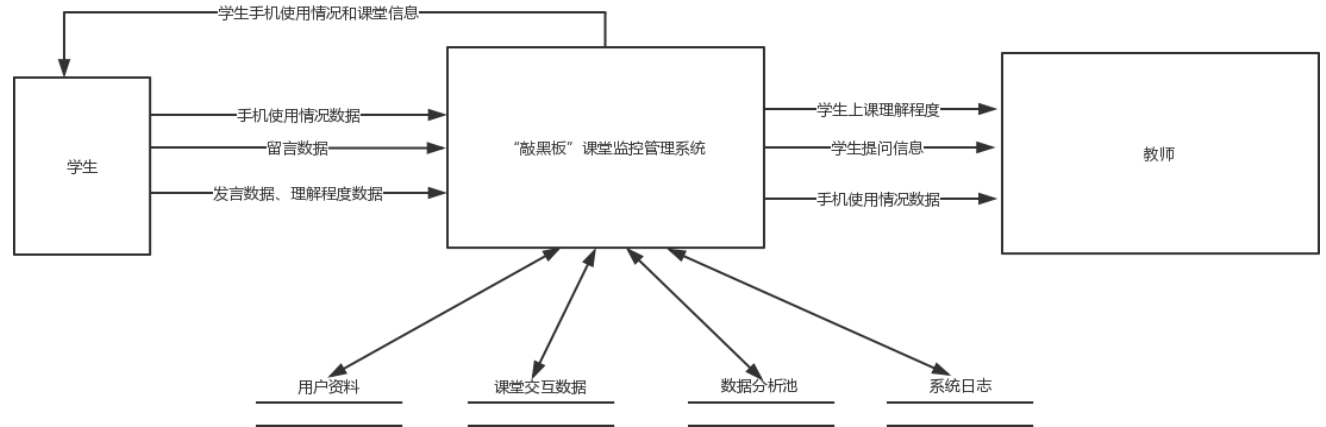 学生手机使用情况和课堂信息
学生
手机使用情况数据
留言数据
发言数据、理解程度数据
“敲黑板”课堂监控管理系统
学生上课理解程度
学生提问信息
手机使用情况数据
教师
用户资料
课堂交互数据
数据分析池
系统日志